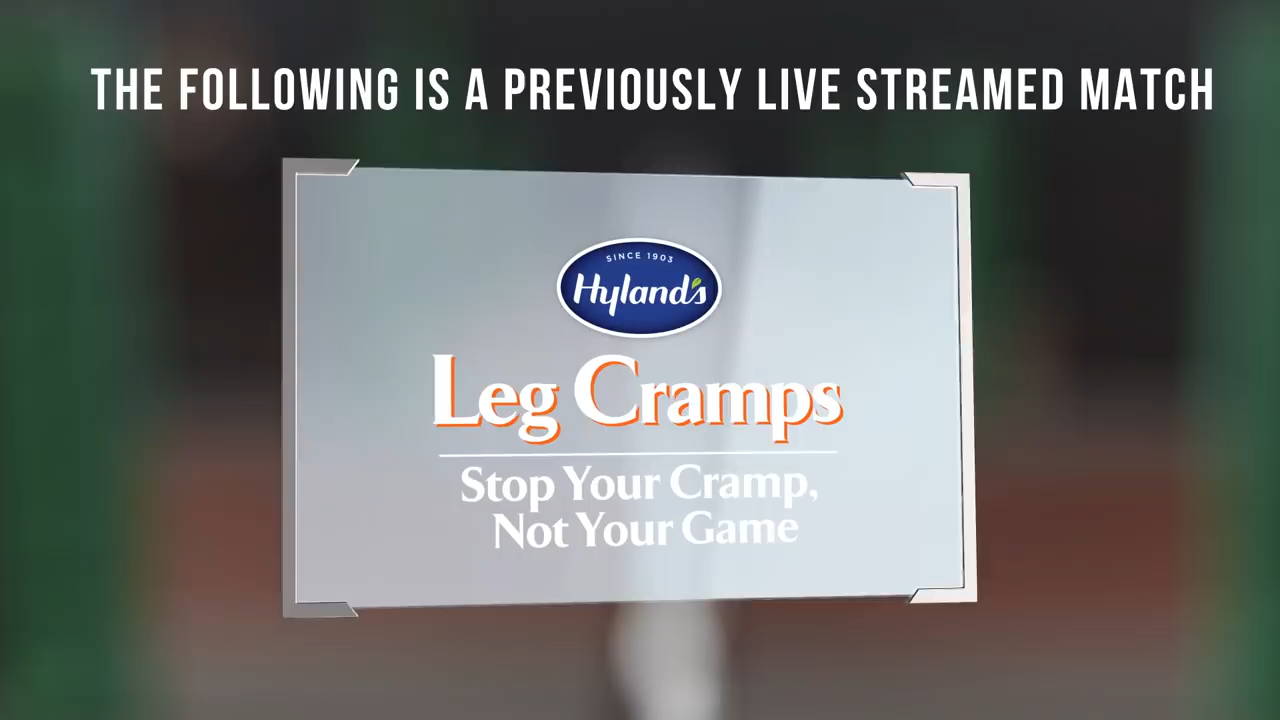 THE FOLLOWING IS A PREVIOUSLY LIVE STREAMED MATCH
SINCE 1903
Hyland's
Leg Cramps
Stop Your Cramp,
Not Your Game